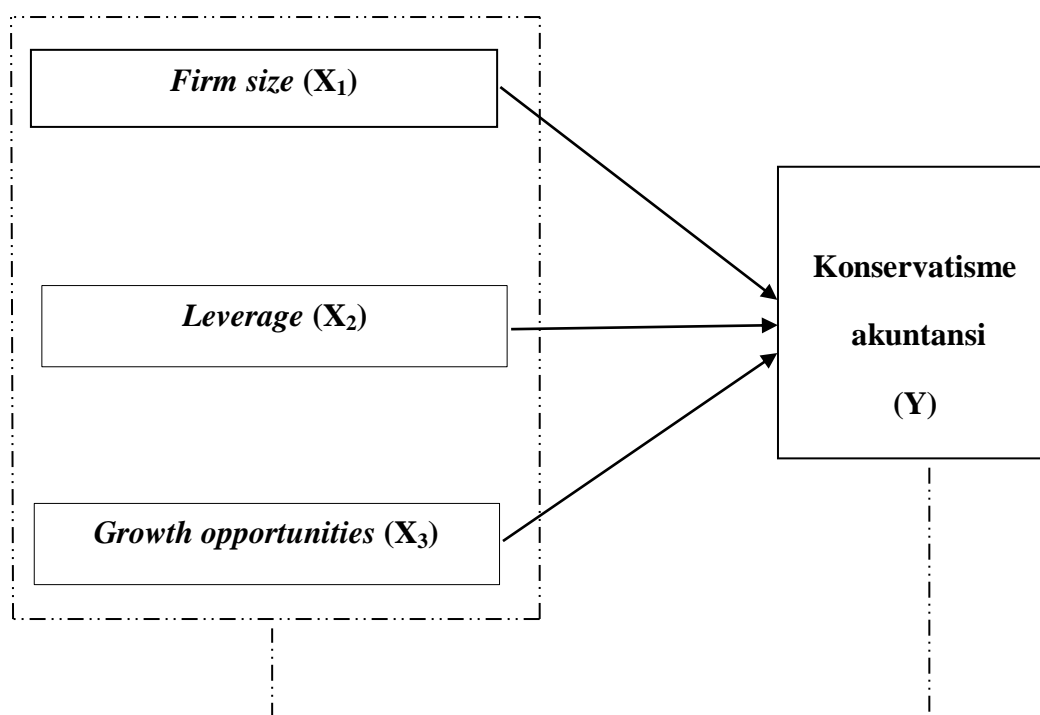 Firm size (X₁)
Leverage (X₂)
Growth opportunities (X₃)
Konservatisme
akuntansi
(Y)